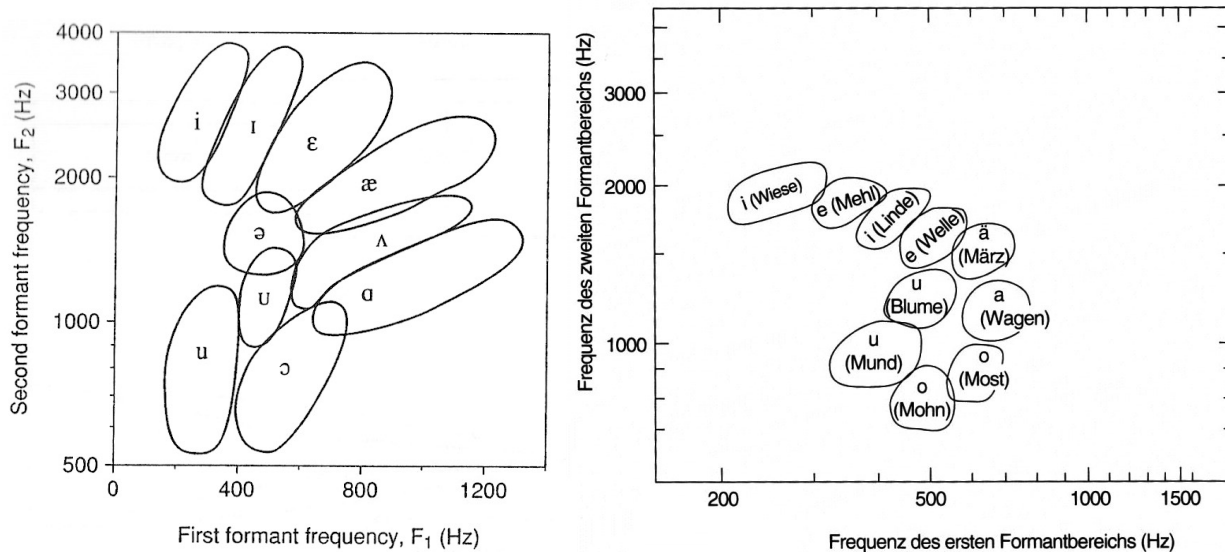 Second formant frequency, F2 (Hz)
4000
3000
2000
1000
500
i
ɪ
ɛ
æ
ə
ʌ
ʊ
ɑ
u
ɔ
0
400
800
1200
First formant frequency, F1 (Hz)
Frequenz des zweiten Formantbereichs (Hz)
3000
2000
1000
i (Wiese)
e (Mehl)
i (Linde)
e (Welle)
ä
(März)
u
(Blume)
a
(Wagen)
u
(Mund)
o
(Most)
o
(Mohn)
200
500
1000
1500
Frequenz des ersten Formantbereichs (Hz)